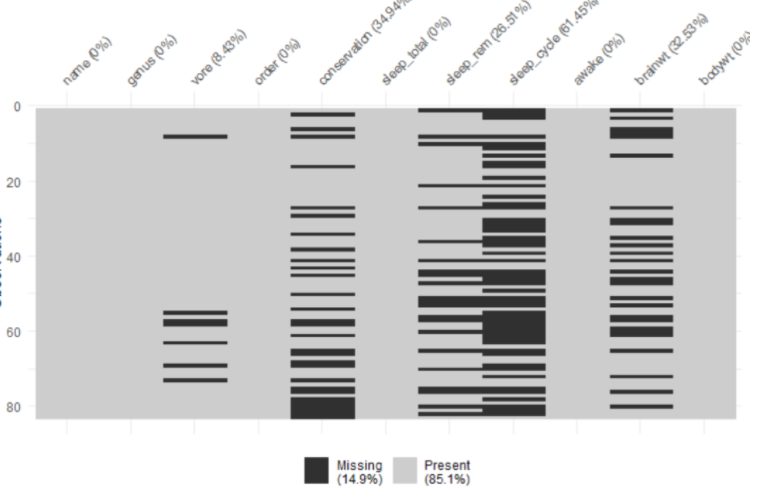 name (0%)
genus (0%)
vore (8.43%)
order (0%)
conservation (34.94%
sleep_total (0%)
sleep_rem (26.51%)
sleep_cycle (61.45%)
awake (0%)
brainwt (32.53%)
bodywt (0%)
0
20
40
60
80
Missing
(14.9%)
Present
(85.1%)